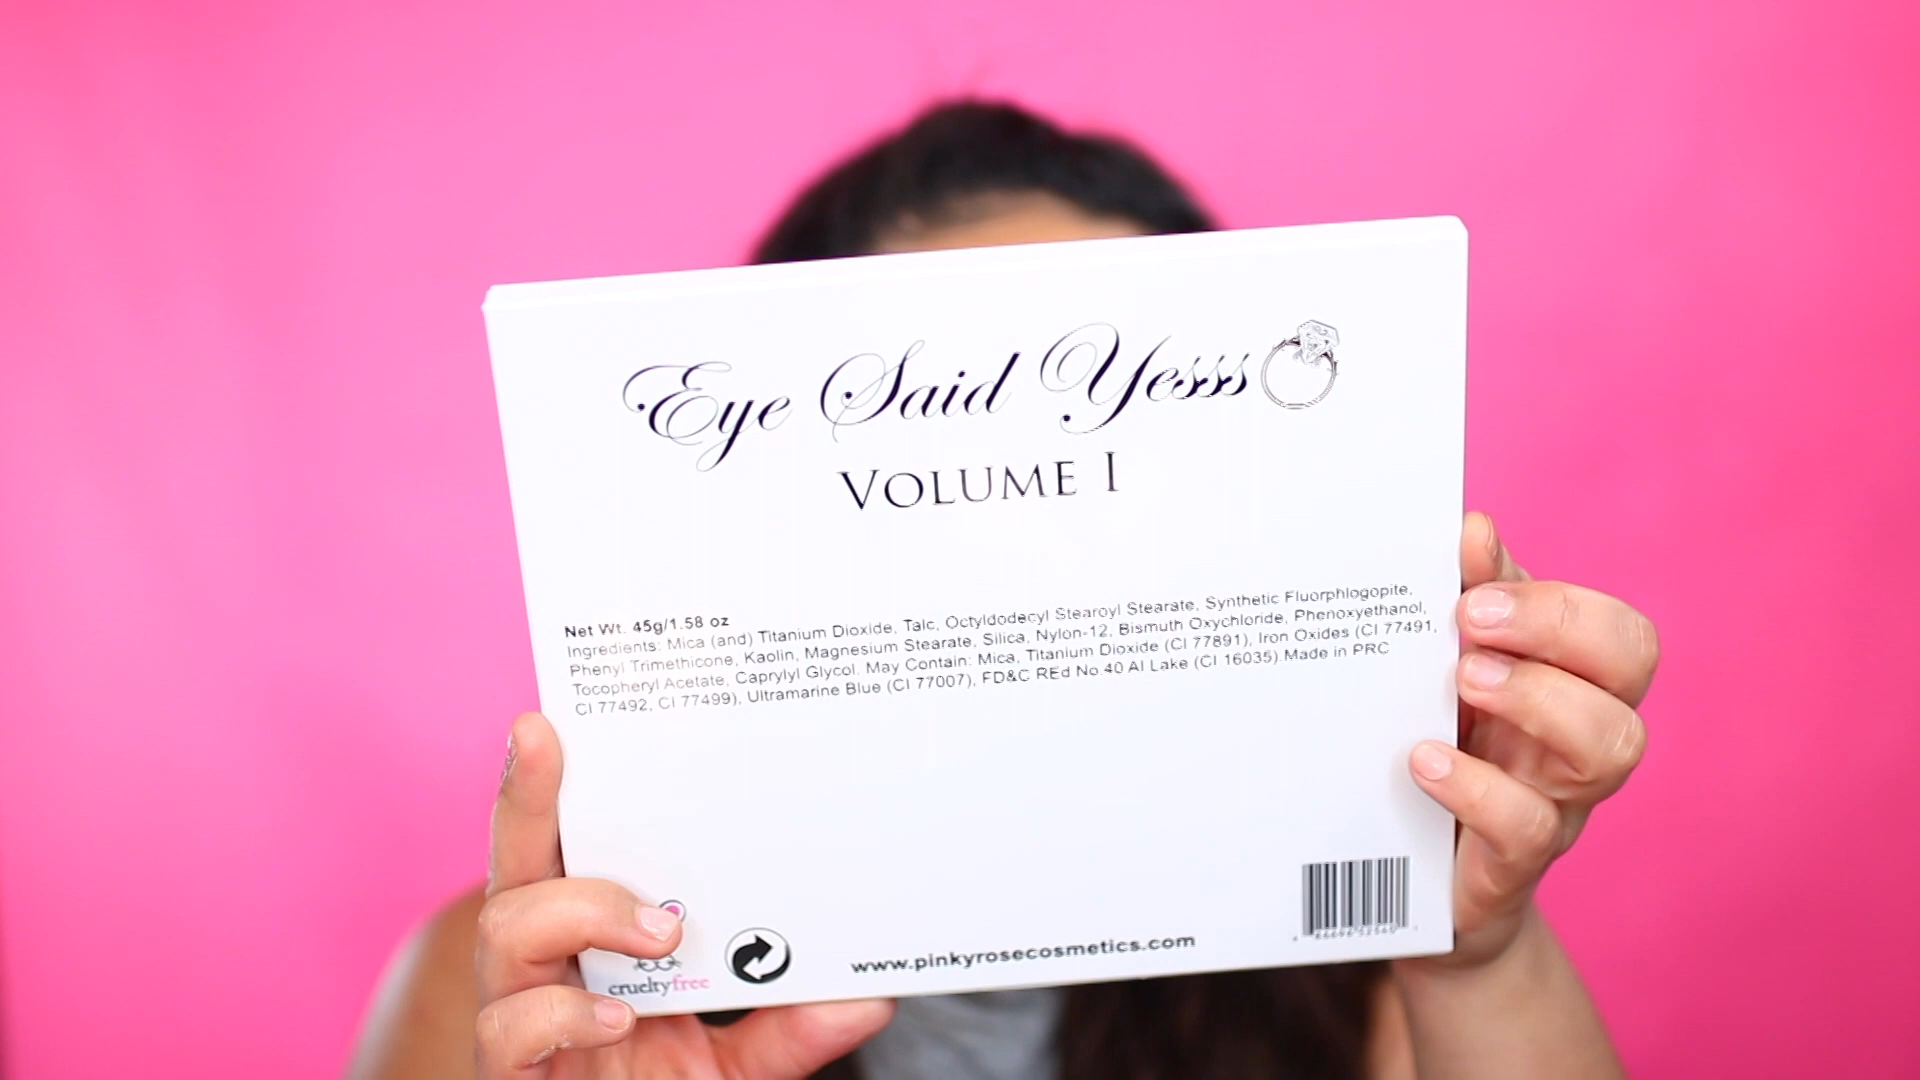 Eye Said Yesss
VOLUME I
Net Wt. 45g/1.58 oz
Ingredients: Mica (and) Titanium Dioxide, Talc, Octyldodecyl Stearoyl Stearate, Synthetic Fluorphlogopite,
Phenyl Trimethicone, Kaolin, Magnesium Stearate, Silica, Nylon-12, Bismuth Oxychloride, Phenoxyethanol,
Tocopheryl Acetate, Caprylyl Glycol. May Contain: Mica, Titanium Dioxide (CI 77891), Iron Oxides (CI 77491,
CI 77492, CI 77499), Ultramarine Blue (CI 77007), FD&C REd No.40 Al Lake (CI 16035).Made in PRC
crueltyfree
www.pinkyrosecosmetics.com